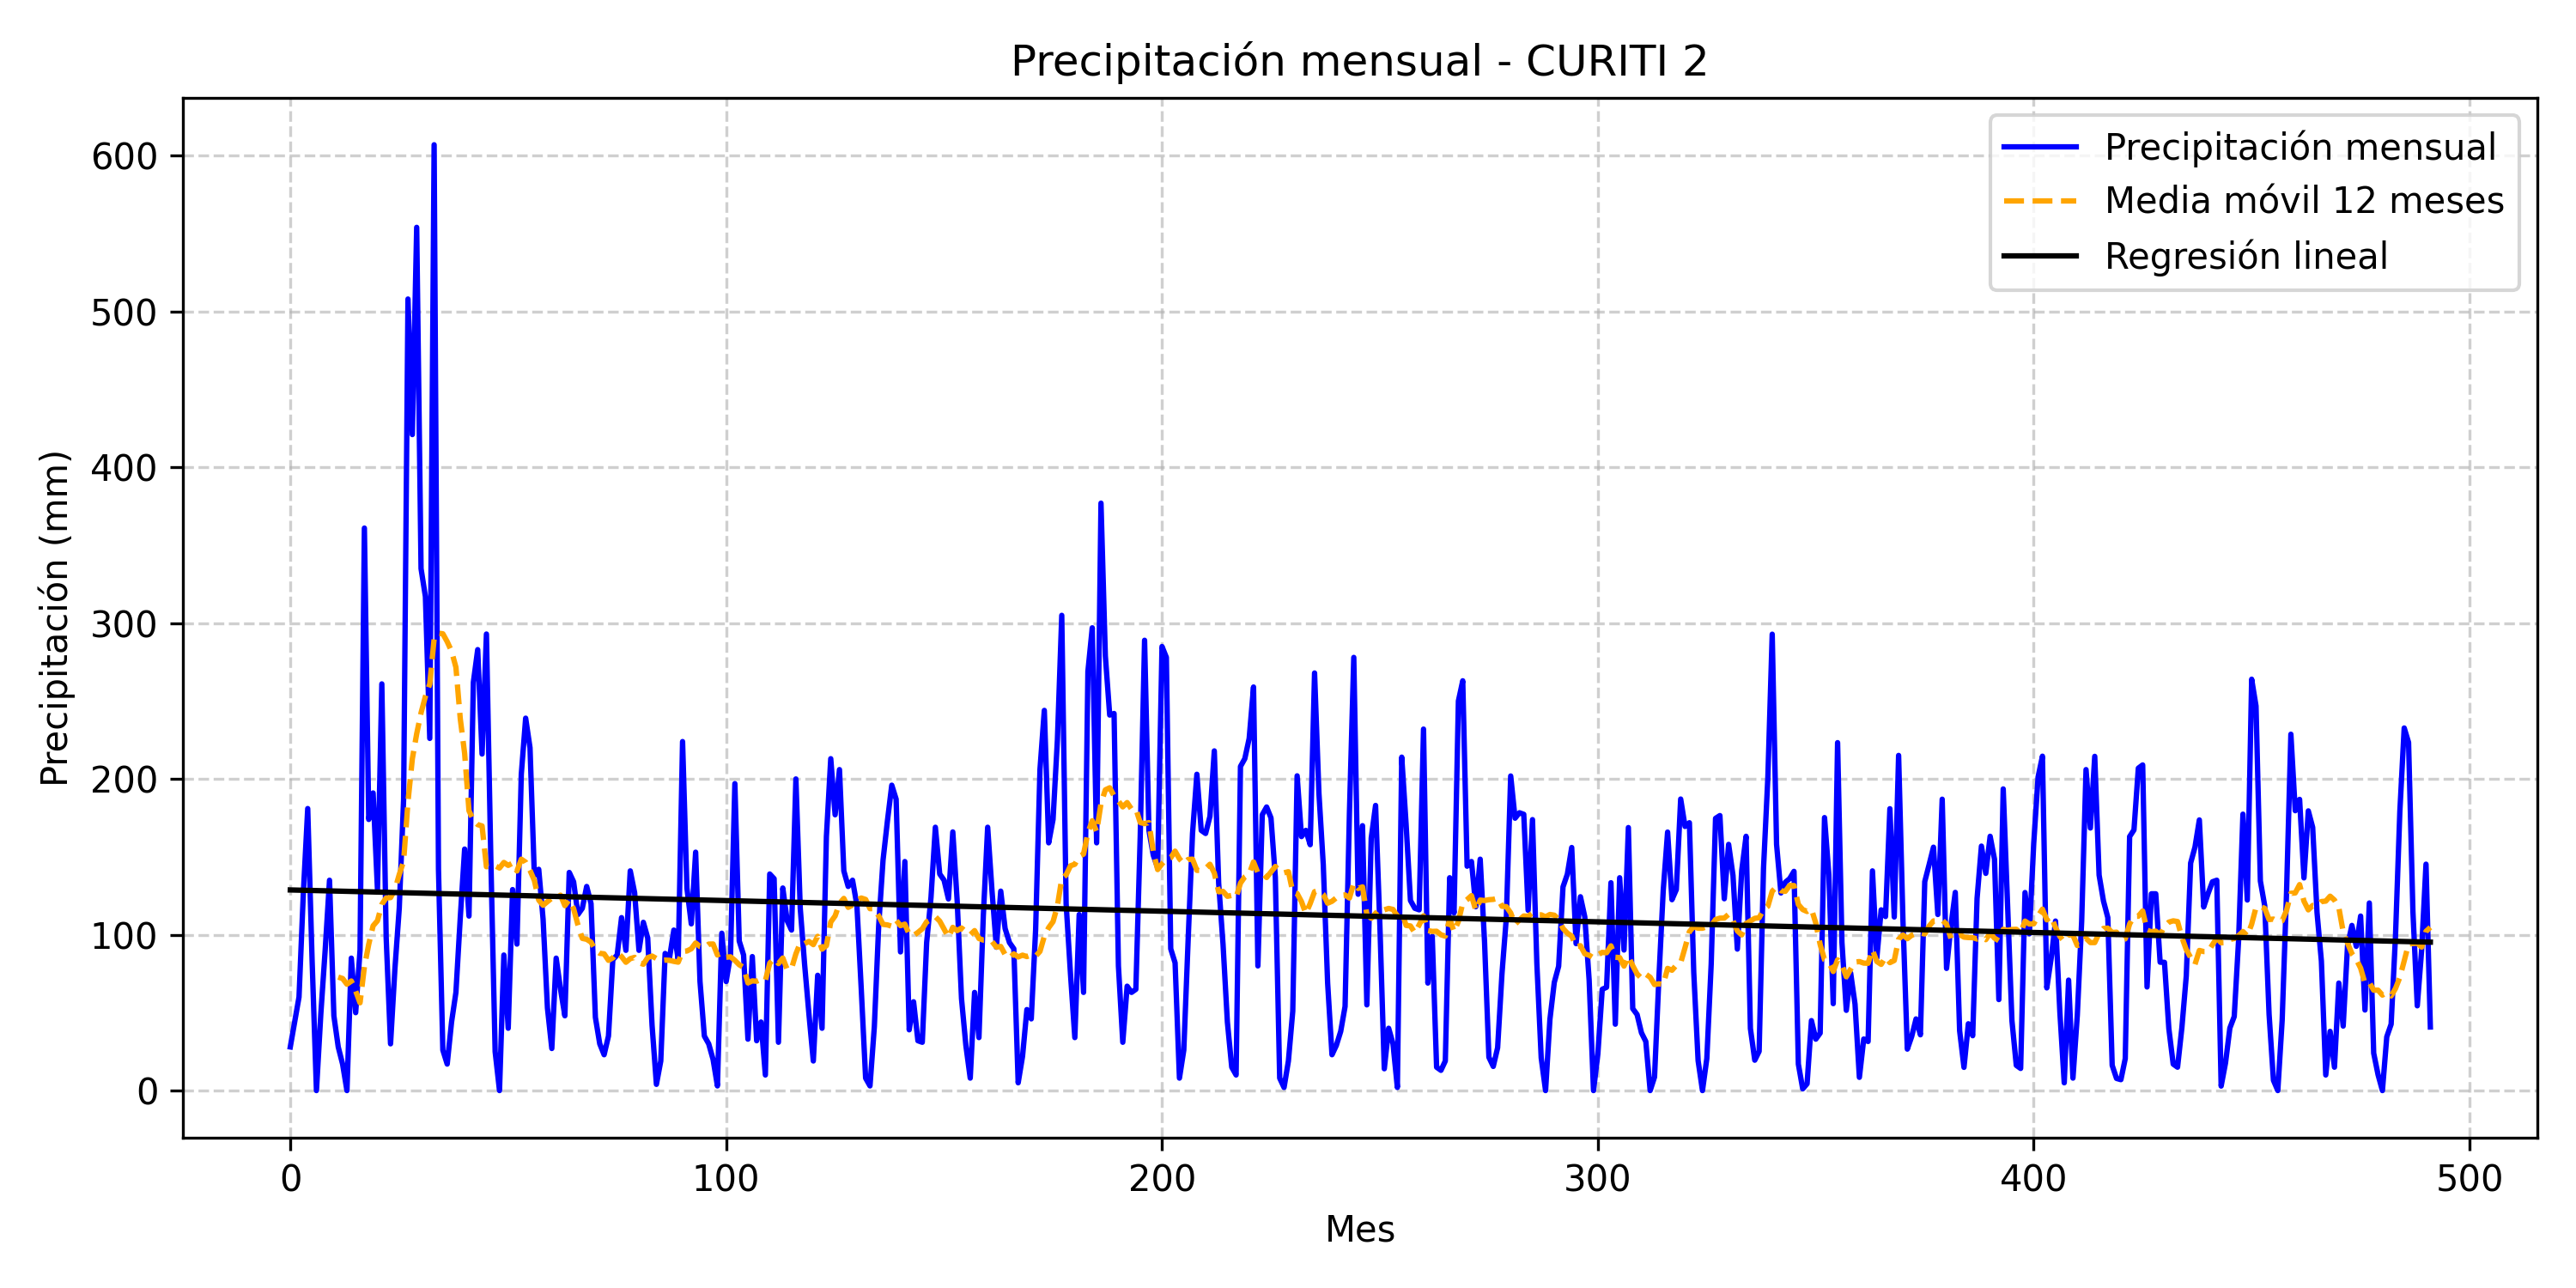 Precipitación mensual - CURITI 2
Precipitación mensual
Media móvil 12 meses
Regresión lineal
Precipitación (mm)
600
500
400
300
200
100
0
0 100 200 300 400 500
Mes